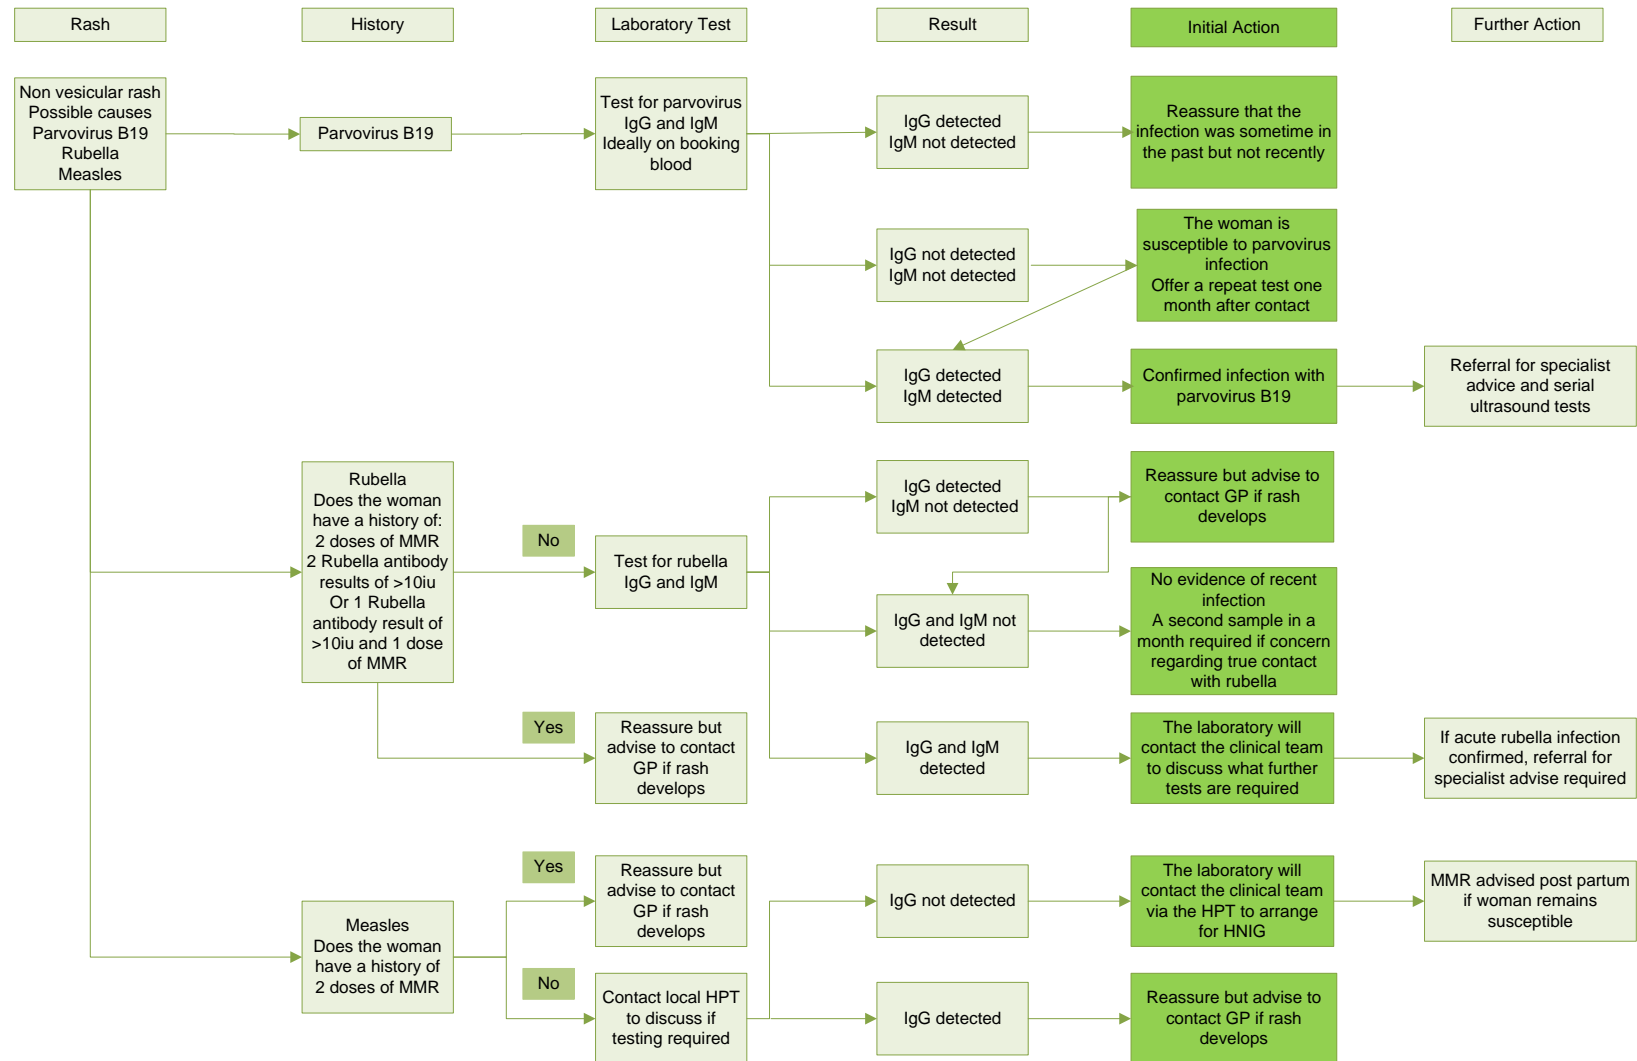 Rash
History
Laboratory Test
Result
Initial Action
Further Action
Non vesicular rash
Possible causes
Parvovirus B19
Rubella
Measles
Parvovirus B19
Test for parvovirus
IgG and IgM
Ideally on booking
blood
IgG detected
IgM not detected
Reassure that the
infection was sometime in
the past but not recently
IgG not detected
IgM not detected
The woman is
susceptible to parvovirus
infection
Offer a repeat test one
month after contact
IgG detected
IgM detected
Confirmed infection with
parvovirus B19
Referral for specialist
advice and serial
ultrasound tests
Rubella
Does the woman
have a history of:
2 doses of MMR
2 Rubella antibody
results of >10iu
Or 1 Rubella
antibody result of
>10iu and 1 dose
of MMR
No
Test for rubella
IgG and IgM
IgG detected
IgM not detected
Reassure but advise to
contact GP if rash
develops
IgG and IgM not
detected
No evidence of recent
infection
A second sample in a
month required if concern
regarding true contact
with rubella
Yes
Reassure but
advise to contact
GP if rash
develops
IgG and IgM
detected
The laboratory will
contact the clinical team
to discuss what further
tests are required
If acute rubella infection
confirmed, referral for
specialist advise required
Measles
Does the woman
have a history of
2 doses of MMR
Yes
Reassure but
advise to contact
GP if rash
develops
IgG not detected
The laboratory will
contact the clinical team
via the HPT to arrange
for HNIG
MMR advised post partum
if woman remains
susceptible
No
Contact local HPT
to discuss if
testing required
IgG detected
Reassure but advise to
contact GP if rash
develops